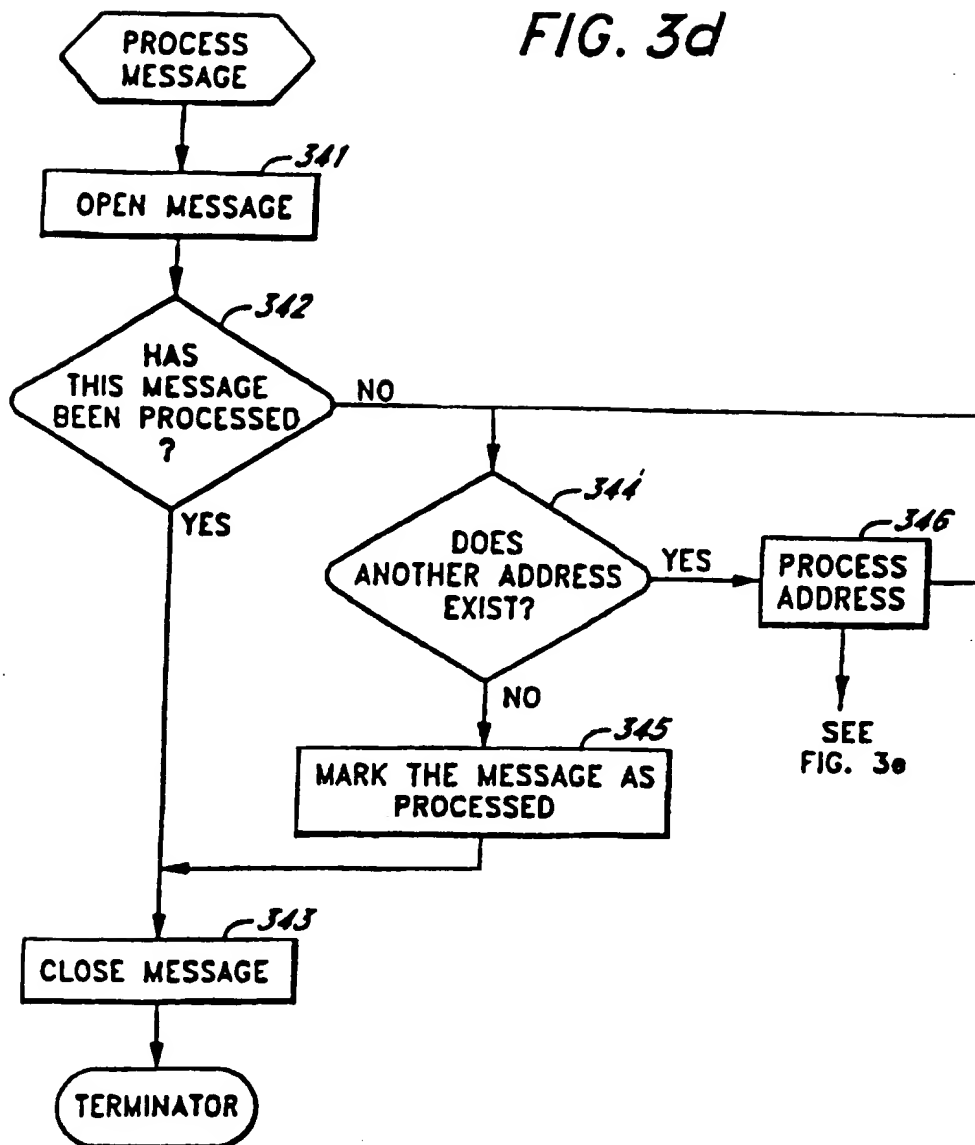 FIG. 3d
PROCESS
MESSAGE
341
OPEN MESSAGE
342
HAS
THIS MESSAGE
BEEN PROCESSED
?
NO
YES
344
DOES
ANOTHER ADDRESS
EXIST?
YES
346
PROCESS
ADDRESS
NO
SEE
FIG. 3e
345
MARK THE MESSAGE AS
PROCESSED
343
CLOSE MESSAGE
TERMINATOR